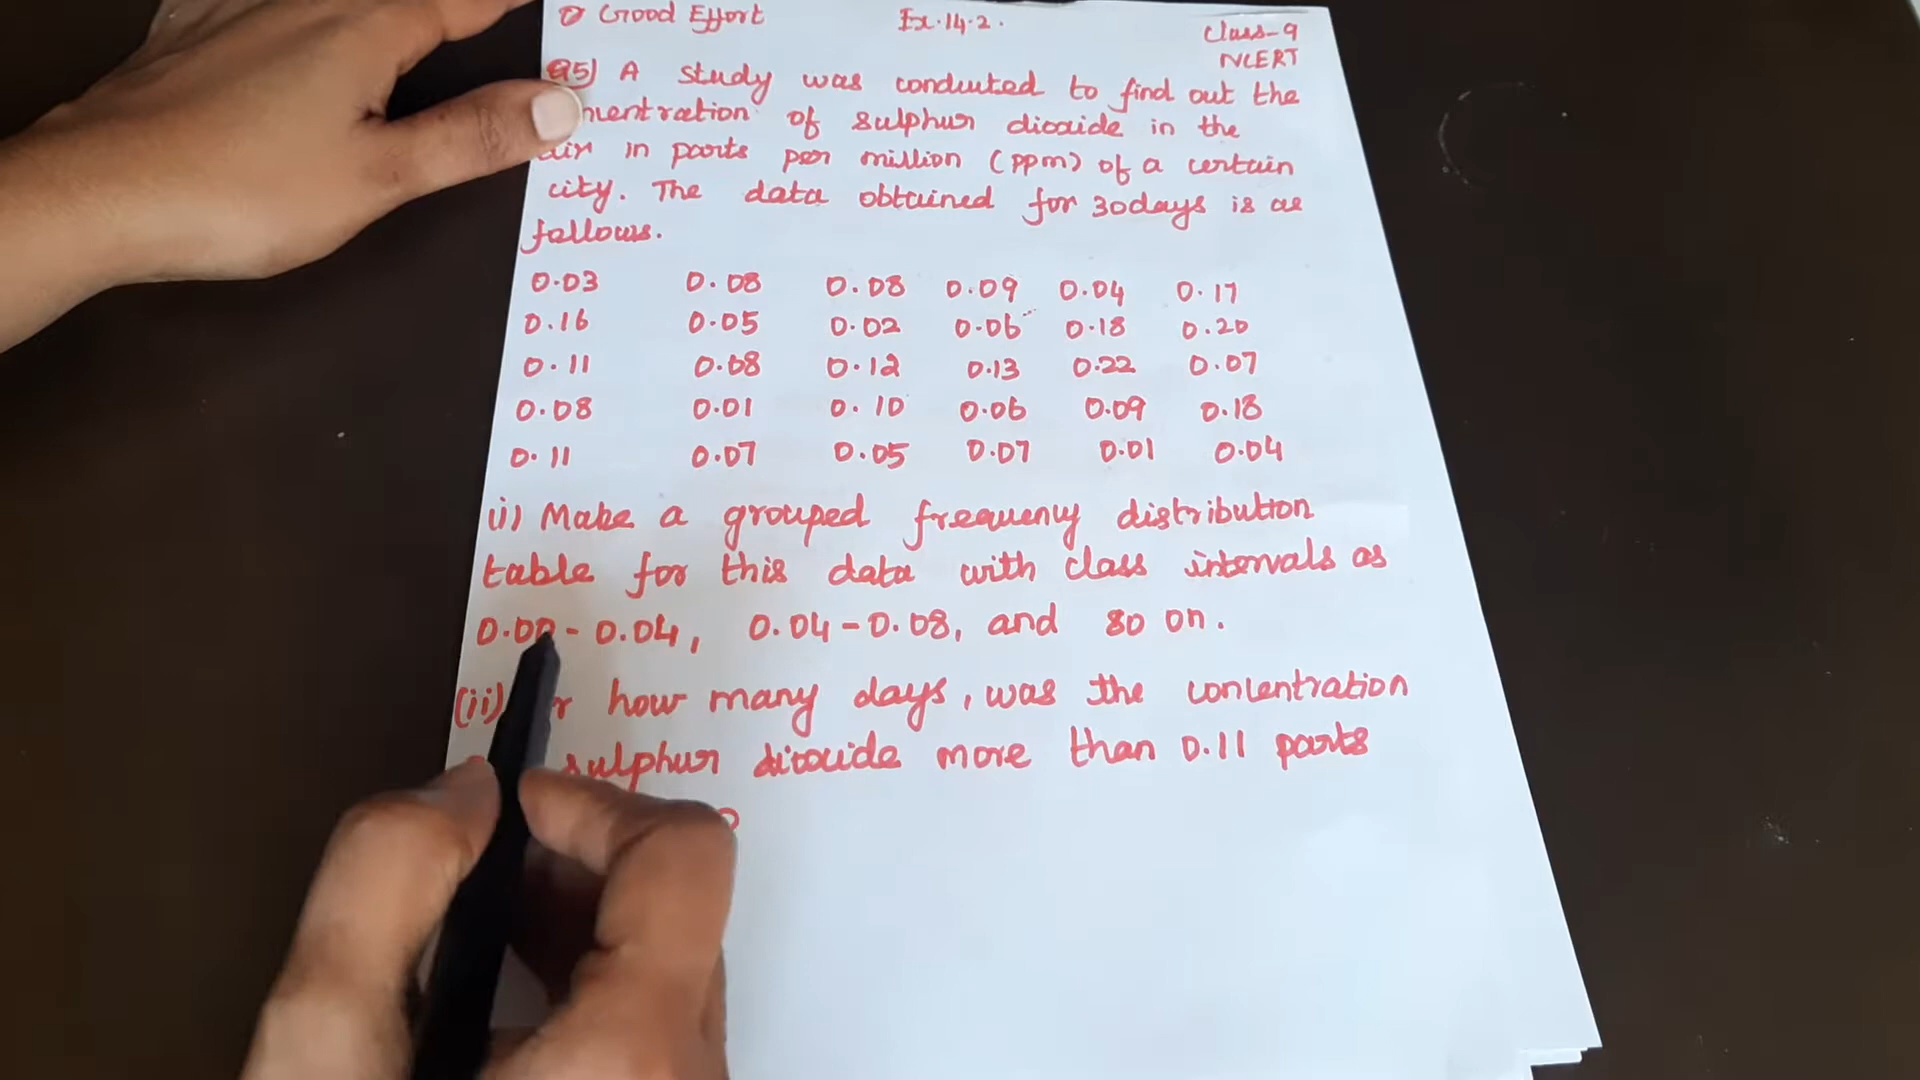 Good Effort Ex.14.2.
Class-9
NCERT
Q5) A study was conducted to find out the
of sulphur dioxide in the
air in parts per million (ppm) of a certain
city. The data obtained for 30days is as
follows.
0.03 0.08 0.08 0.09 0.04 0.17
0.16 0.05 0.02 0.06 0.18 0.20
0.11 0.08 0.12 0.13 0.22 0.07
0.08 0.01 0.10 0.06 0.09 0.18
0.11 0.07 0.05 0.07 0.01 0.04
(i) Make a grouped frequency distribution
table for this data with class intervals as
0.00-0.04, 0.04-0.08, and so on.
(ii) how many days, was the concentration
sulphur dioxide more than 0.11 parts